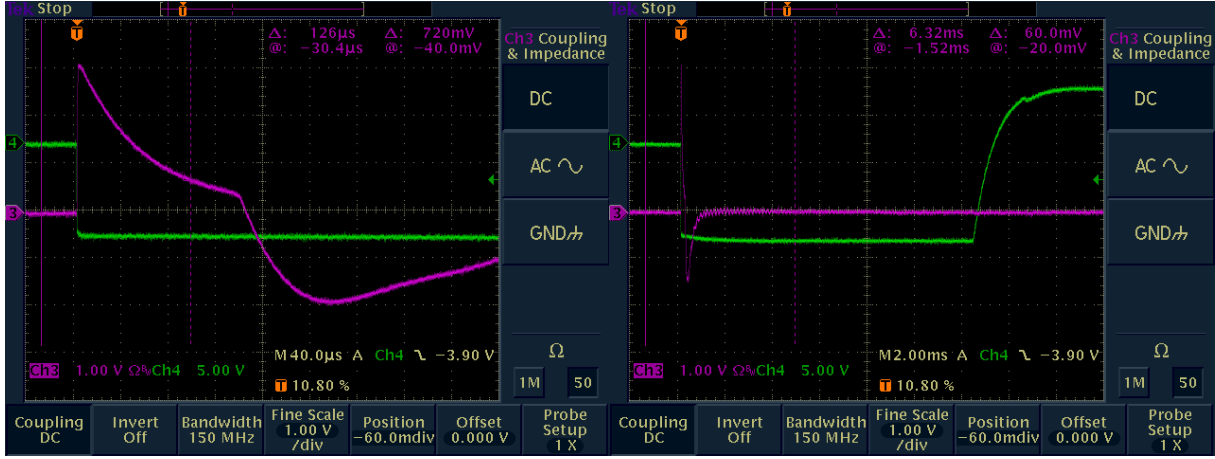 Tek Stop
T
T
Δ: 126µs Δ: 720mV
@: −30.4µs @: −40.0mV
Ch3 Coupling
& Impedance
DC
AC
GND
4
3
M 40.0µs A Ch4 −3.90 V
Ch3 1.00 V Ω Bw Ch4 5.00 V
T 10.80 %
Ω
1M 50
Coupling
DC
Invert
Off
Bandwidth
150 MHz
Fine Scale
1.00 V
/div
Position
−60.0mdiv
Offset
0.000 V
Probe
Setup
1 X
Tek Stop
T
T
Δ: 6.32ms Δ: 60.0mV
@: −1.52ms @: −20.0mV
Ch3 Coupling
& Impedance
DC
AC
GND
4
3
M 2.00ms A Ch4 −3.90 V
Ch3 1.00 V Ω Bw Ch4 5.00 V
T 10.80 %
Ω
1M 50
Coupling
DC
Invert
Off
Bandwidth
150 MHz
Fine Scale
1.00 V
/div
Position
−60.0mdiv
Offset
0.000 V
Probe
Setup
1 X